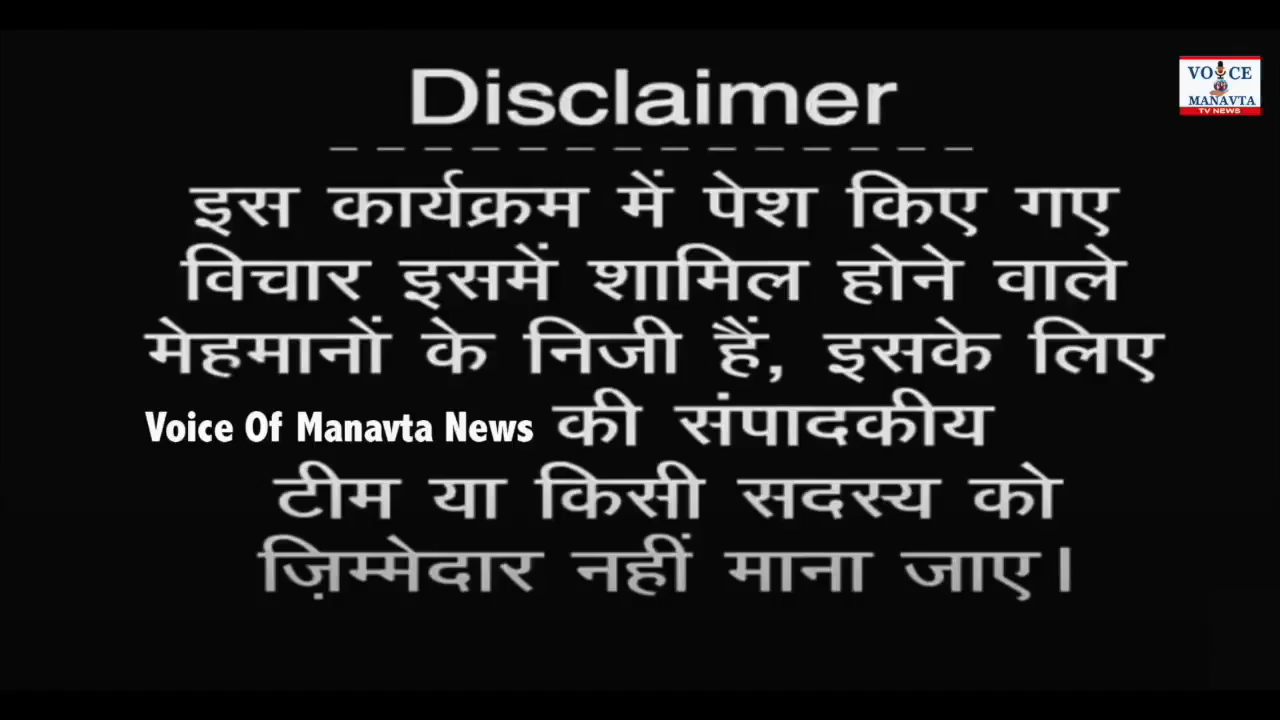 Disclaimer
VOICE
MANAVTA
TV NEWS
इस कार्यक्रम में पेश किए गए
विचार इसमें शामिल होने वाले
मेहमानों के निजी हैं, इसके लिए
Voice Of Manavta News की संपादकीय
टीम या किसी सदस्य को
ज़िम्मेदार नहीं माना जाए।